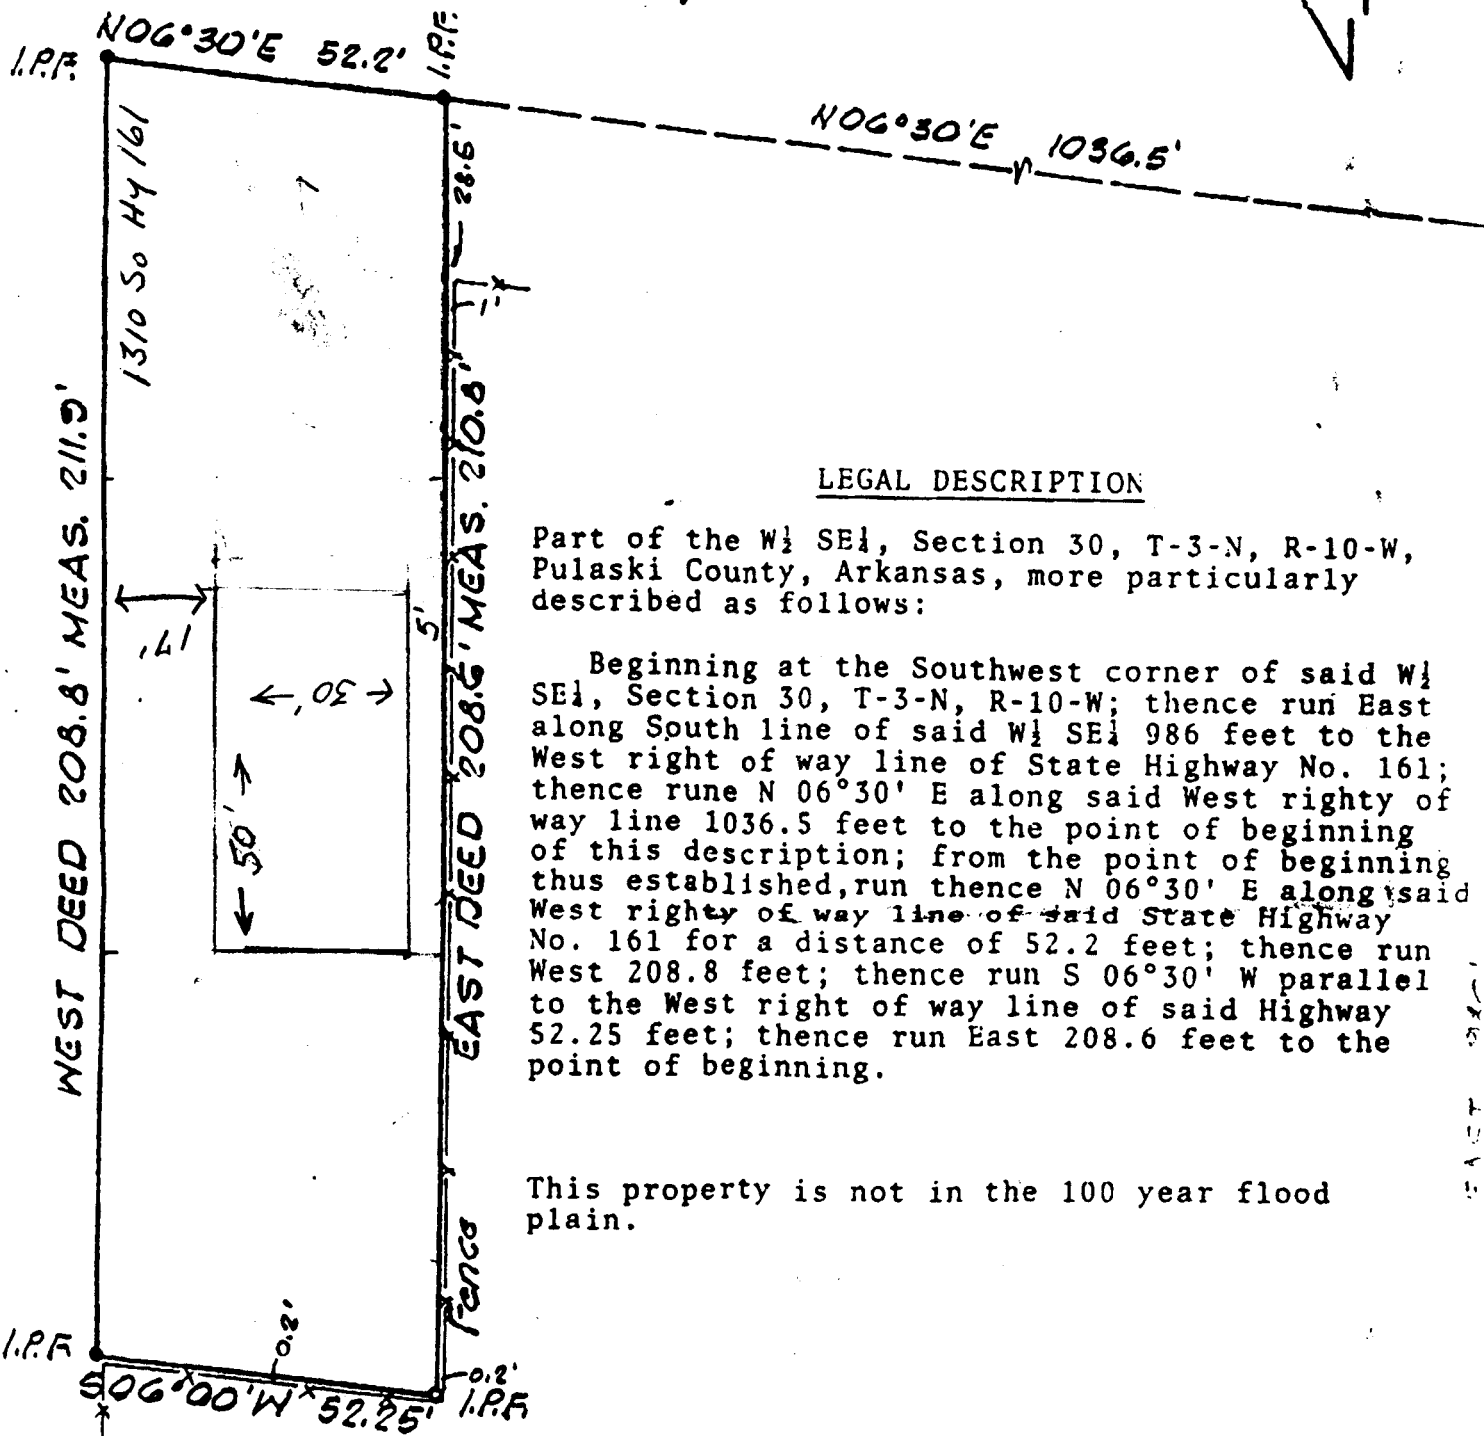 N06°30'E 52.2'
I.P.F.
I.P.F.
N06°30'E 1036.5'
1310 So Hy 161
28.6'
1'
WEST DEED 208.8' MEAS. 211.9'
EAST DEED 208.6' MEAS. 210.8'
17'
5'
30'
50'
LEGAL DESCRIPTION
Part of the W½ SE¼, Section 30, T-3-N, R-10-W,
Pulaski County, Arkansas, more particularly
described as follows:
Beginning at the Southwest corner of said W½
SE¼, Section 30, T-3-N, R-10-W; thence run East
along South line of said W½ SE¼ 986 feet to the
West right of way line of State Highway No. 161;
thence rune N 06°30' E along said West righty of
way line 1036.5 feet to the point of beginning
of this description; from the point of beginning
thus established,run thence N 06°30' E along said
West righty of way line of said State Highway
No. 161 for a distance of 52.2 feet; thence run
West 208.8 feet; thence run S 06°30' W parallel
to the West right of way line of said Highway
52.25 feet; thence run East 208.6 feet to the
point of beginning.
This property is not in the 100 year flood
plain.
Fence
0.2'
0.2'
I.P.F.
I.P.F.
S06°00'W 52.25'